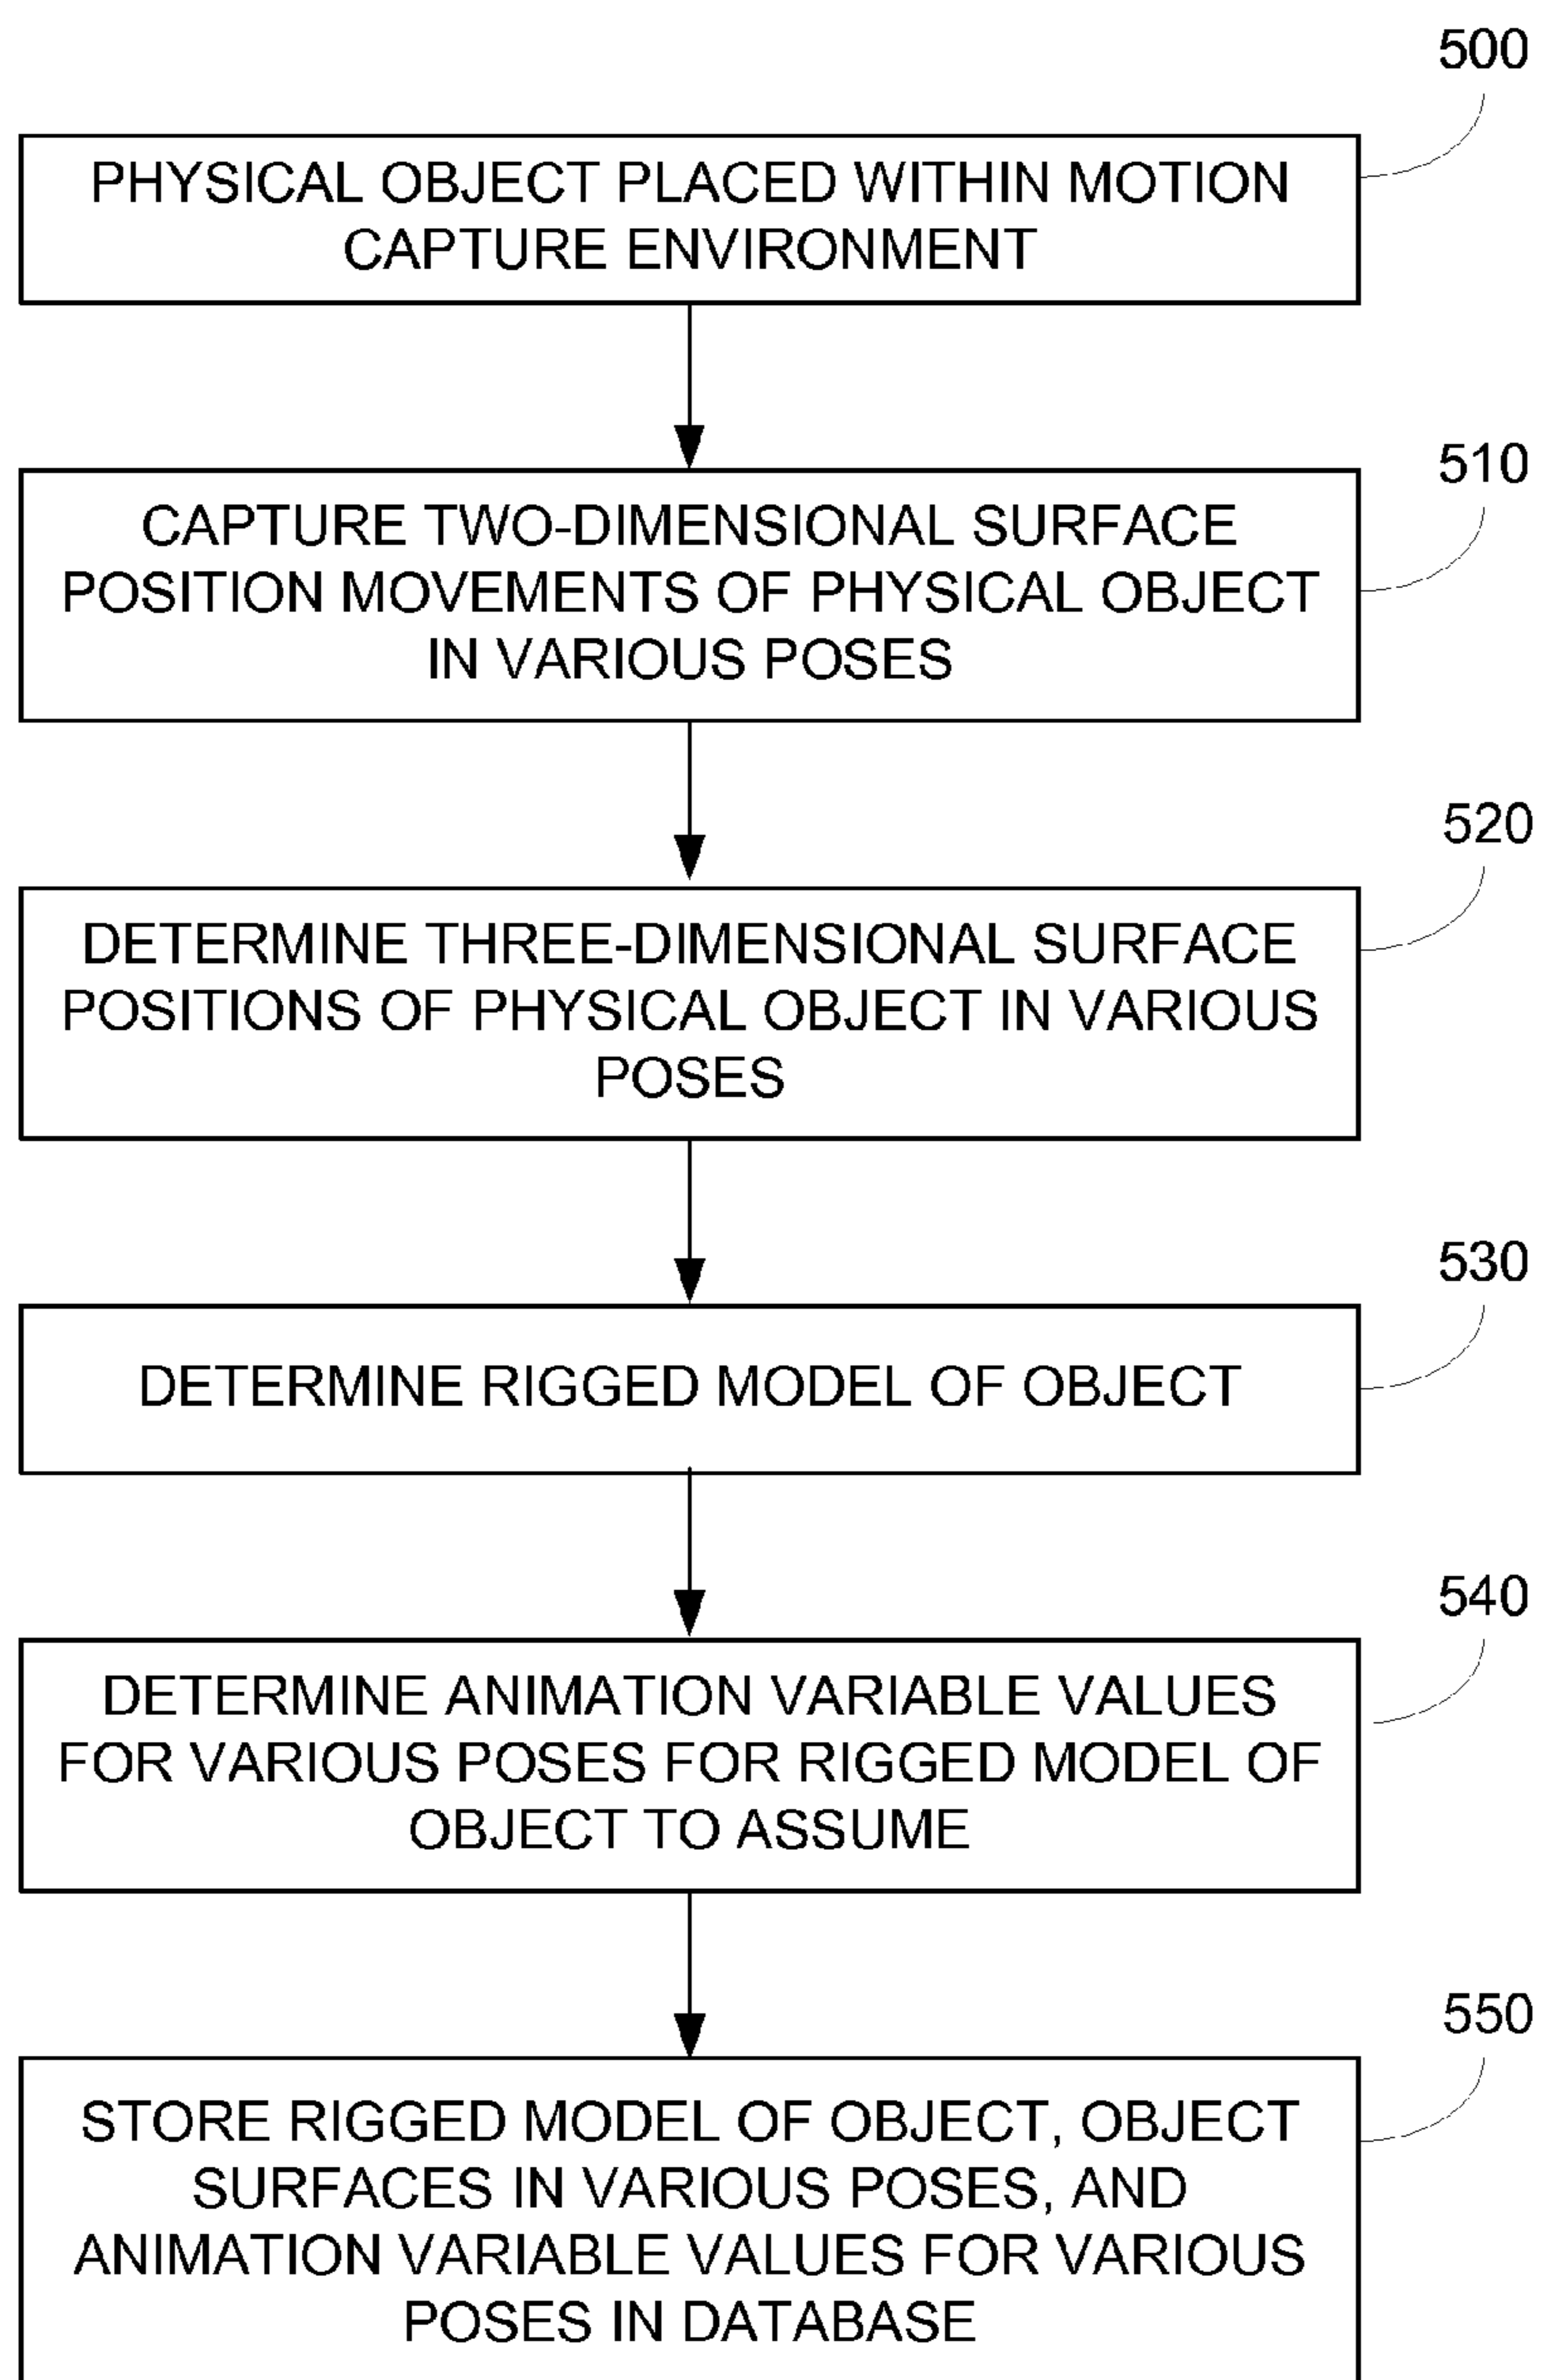 500
PHYSICAL OBJECT PLACED WITHIN MOTION
CAPTURE ENVIRONMENT
510
CAPTURE TWO-DIMENSIONAL SURFACE
POSITION MOVEMENTS OF PHYSICAL OBJECT
IN VARIOUS POSES
520
DETERMINE THREE-DIMENSIONAL SURFACE
POSITIONS OF PHYSICAL OBJECT IN VARIOUS
POSES
530
DETERMINE RIGGED MODEL OF OBJECT
540
DETERMINE ANIMATION VARIABLE VALUES
FOR VARIOUS POSES FOR RIGGED MODEL OF
OBJECT TO ASSUME
550
STORE RIGGED MODEL OF OBJECT, OBJECT
SURFACES IN VARIOUS POSES, AND
ANIMATION VARIABLE VALUES FOR VARIOUS
POSES IN DATABASE